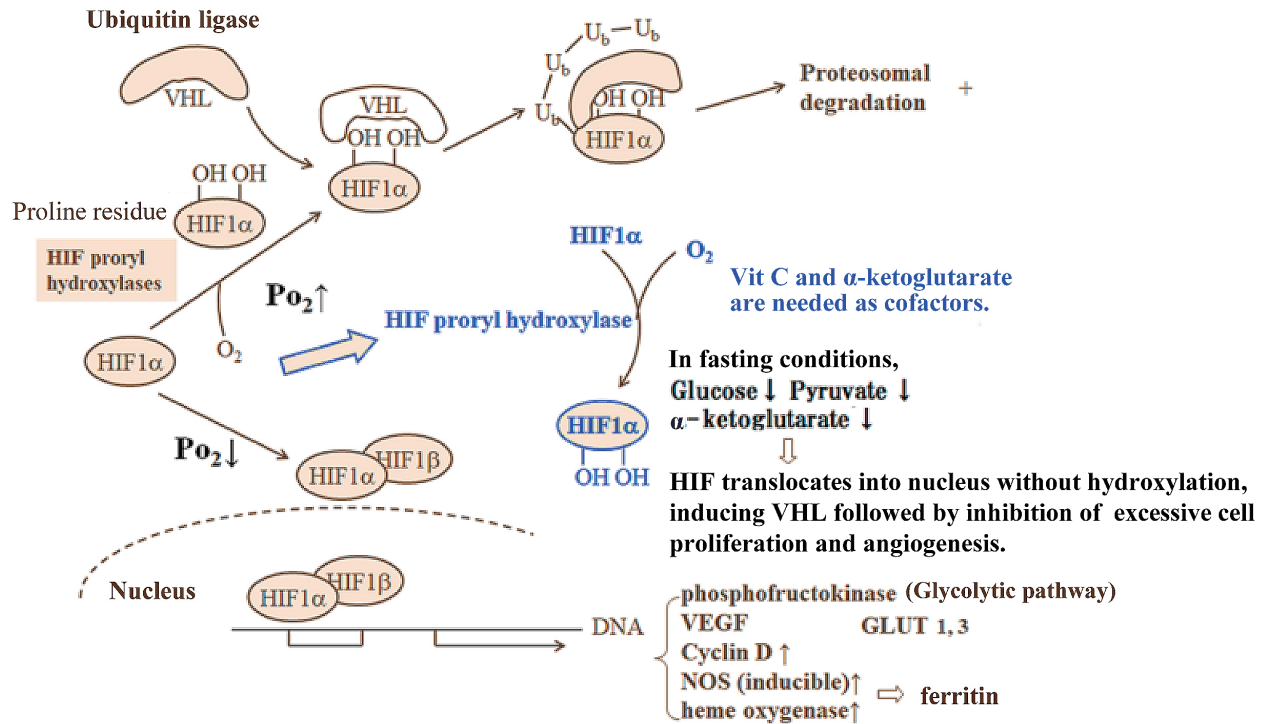 Ubiquitin ligase
VHL
OH OH
HIF1α
Proline residue
HIF proryl
hydroxylases
HIF1α
O₂
Po₂↑
VHL
OH OH
HIF1α
Ub
Ub
Ub
Ub
OH OH
HIF1α
Proteosomal
degradation
+
HIF1α
O₂
Vit C and α-ketoglutarate
are needed as cofactors.
HIF proryl hydroxylase
HIF1α
OH OH
In fasting conditions,
Glucose ↓ Pyruvate ↓
α-ketoglutarate ↓
⇩
HIF translocates into nucleus without hydroxylation,
inducing VHL followed by inhibition of excessive cell
proliferation and angiogenesis.
Po₂↓
HIF1α
HIF1β
Nucleus
HIF1α
HIF1β
DNA
phosphofructokinase (Glycolytic pathway)
VEGF GLUT 1, 3
Cyclin D ↑
NOS (inducible)↑ ⇨ ferritin
heme oxygenase↑